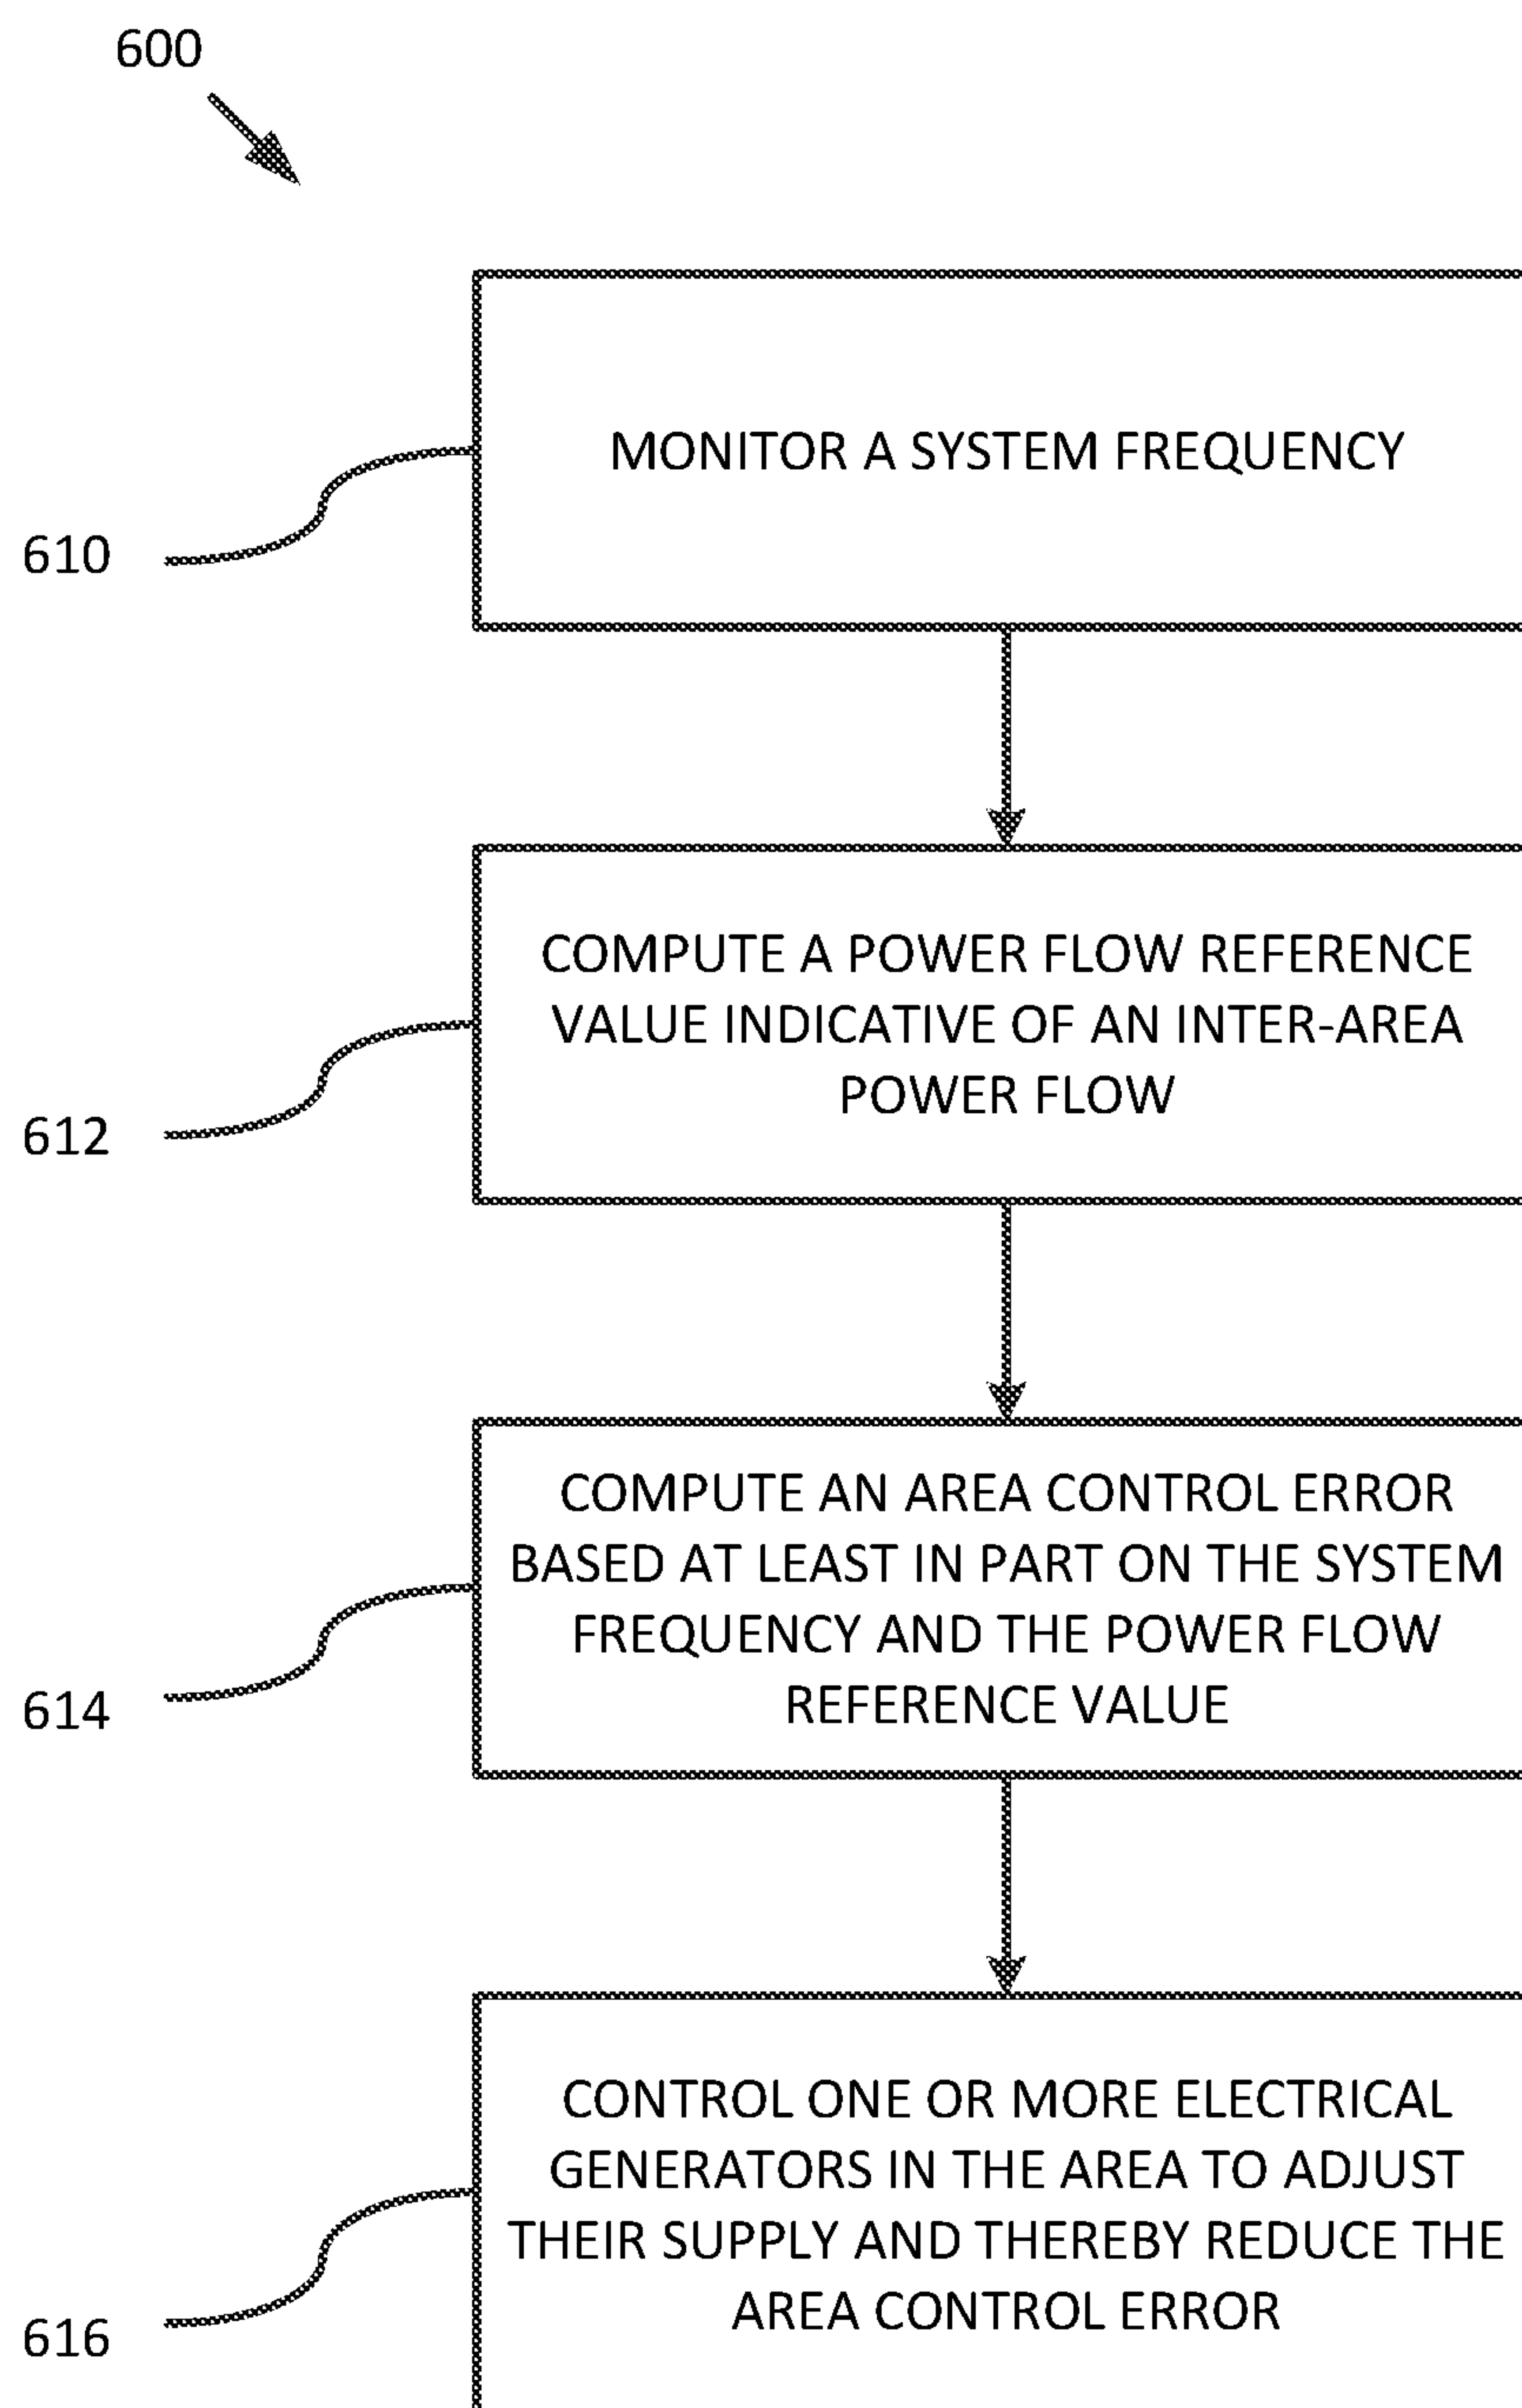 600
MONITOR A SYSTEM FREQUENCY
610
COMPUTE A POWER FLOW REFERENCE
VALUE INDICATIVE OF AN INTER-AREA
POWER FLOW
612
COMPUTE AN AREA CONTROL ERROR
BASED AT LEAST IN PART ON THE SYSTEM
FREQUENCY AND THE POWER FLOW
REFERENCE VALUE
614
CONTROL ONE OR MORE ELECTRICAL
GENERATORS IN THE AREA TO ADJUST
THEIR SUPPLY AND THEREBY REDUCE THE
AREA CONTROL ERROR
616